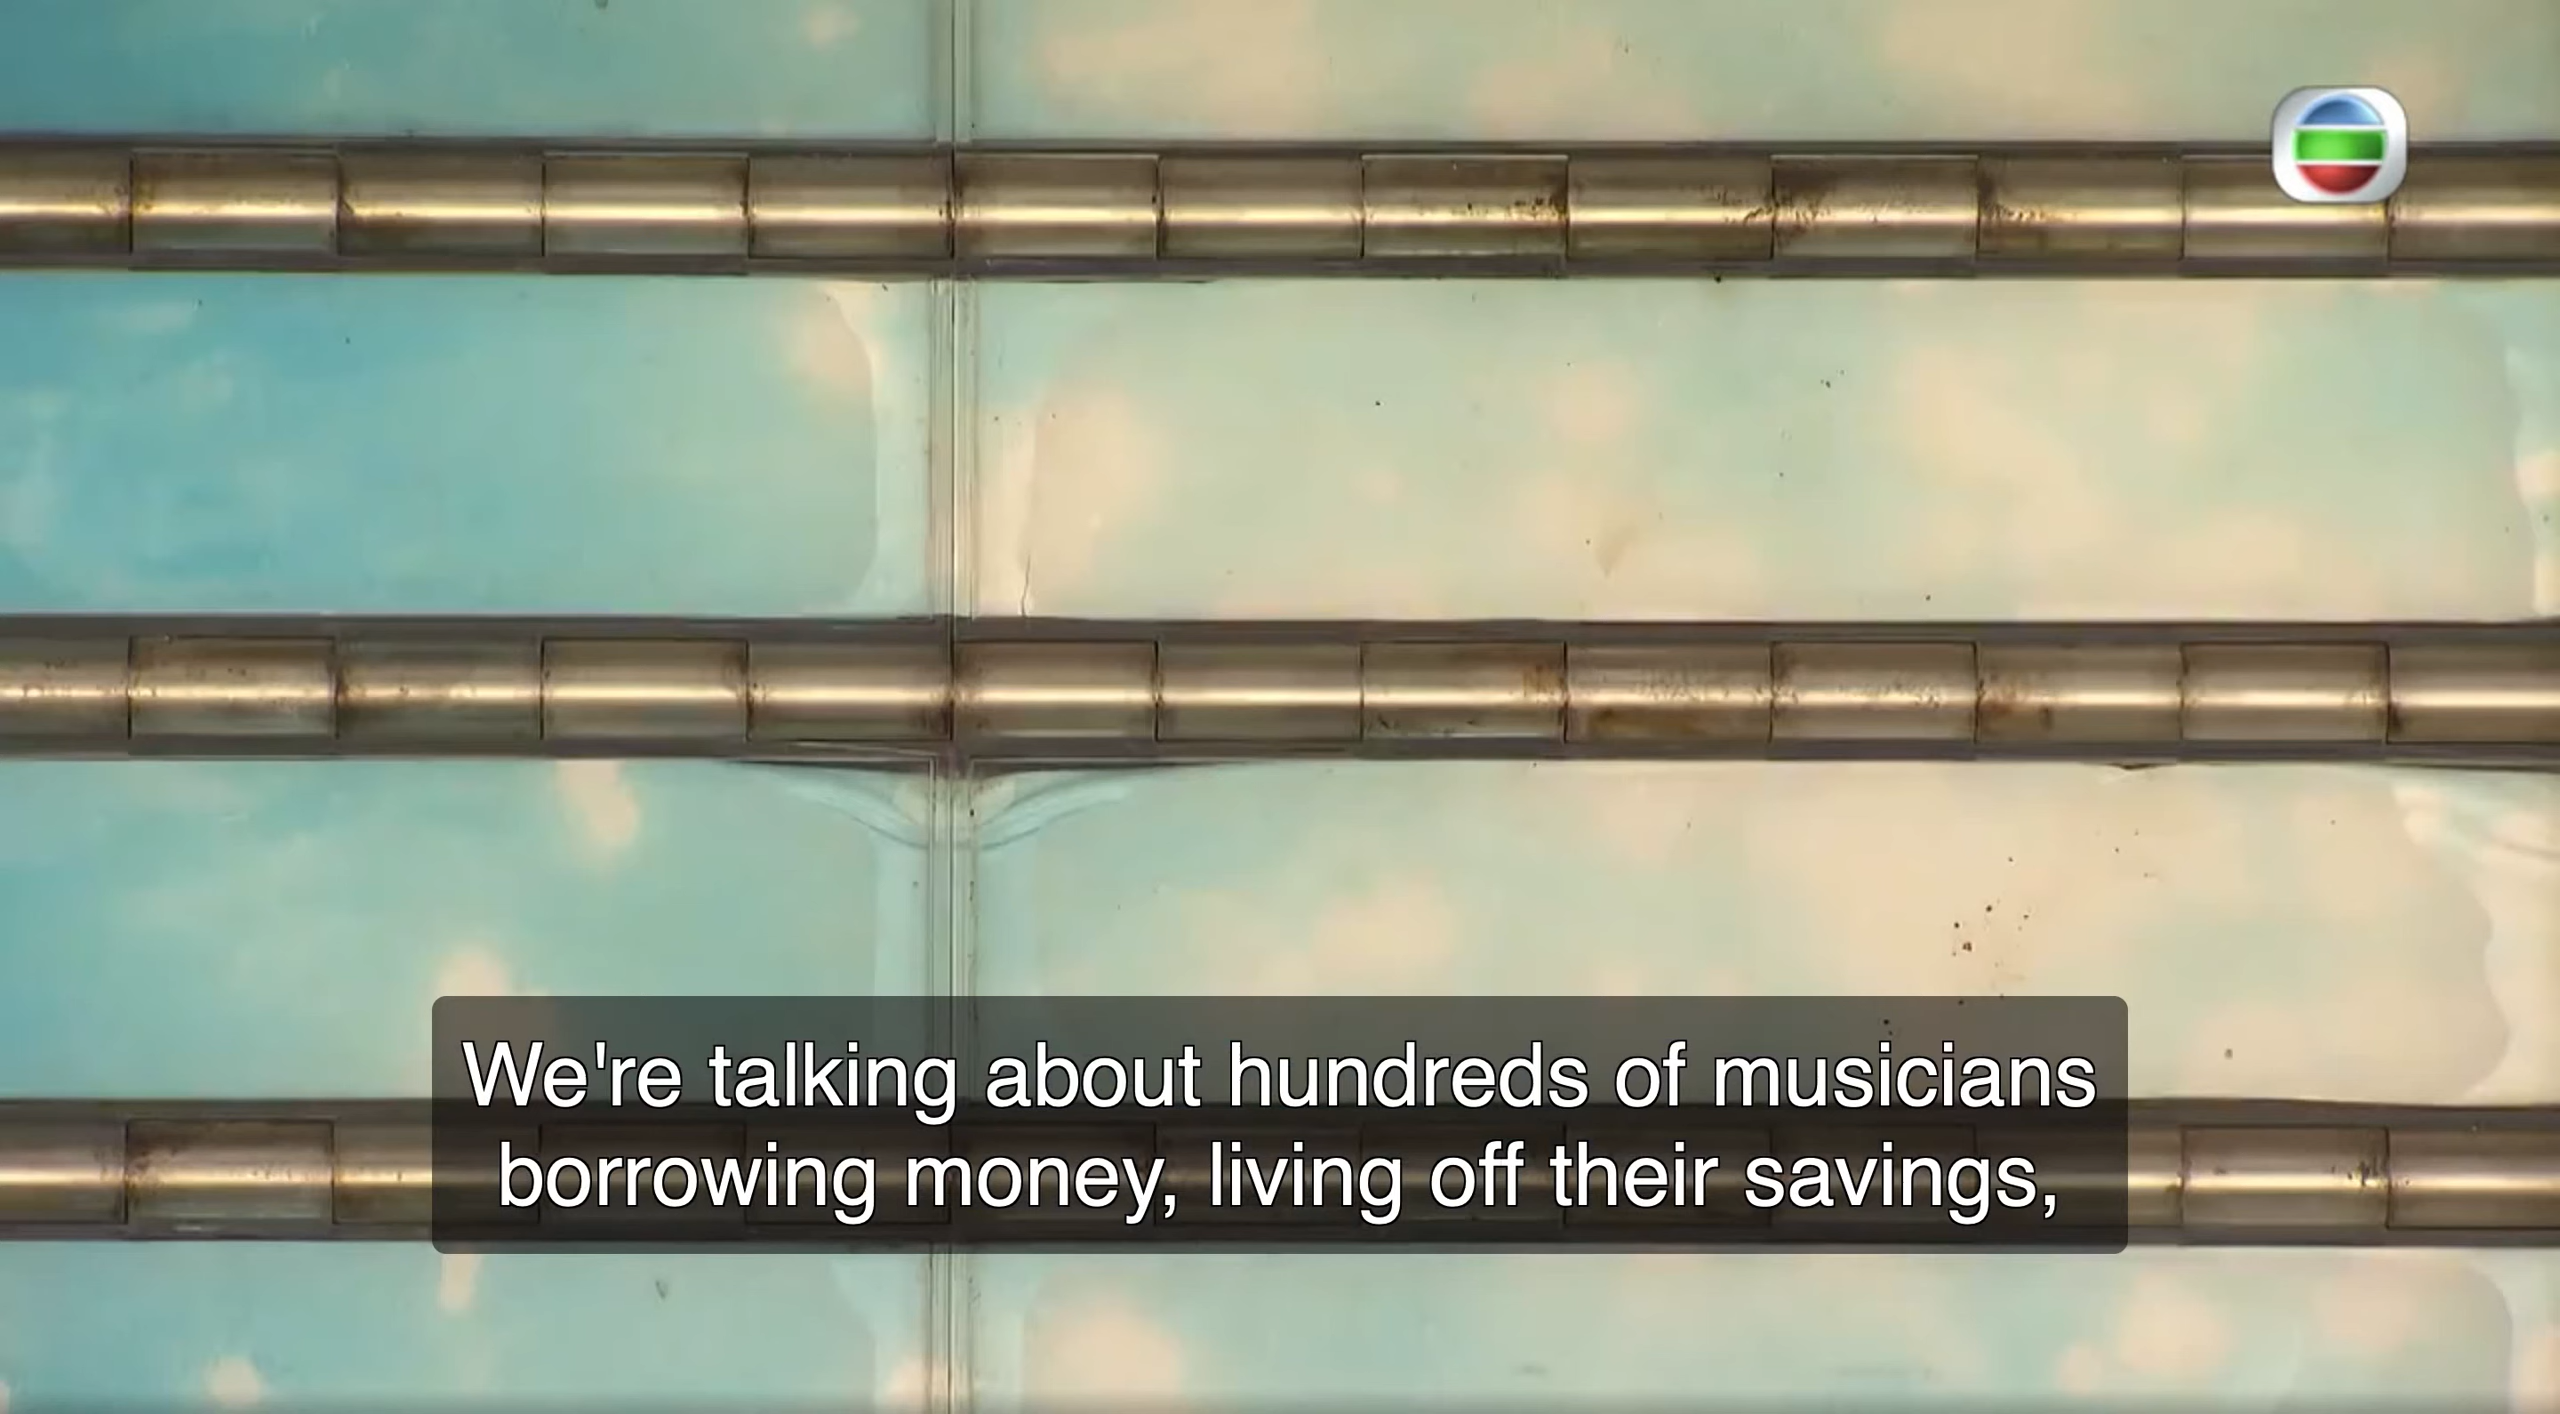 We're talking about hundreds of musicians
borrowing money, living off their savings,